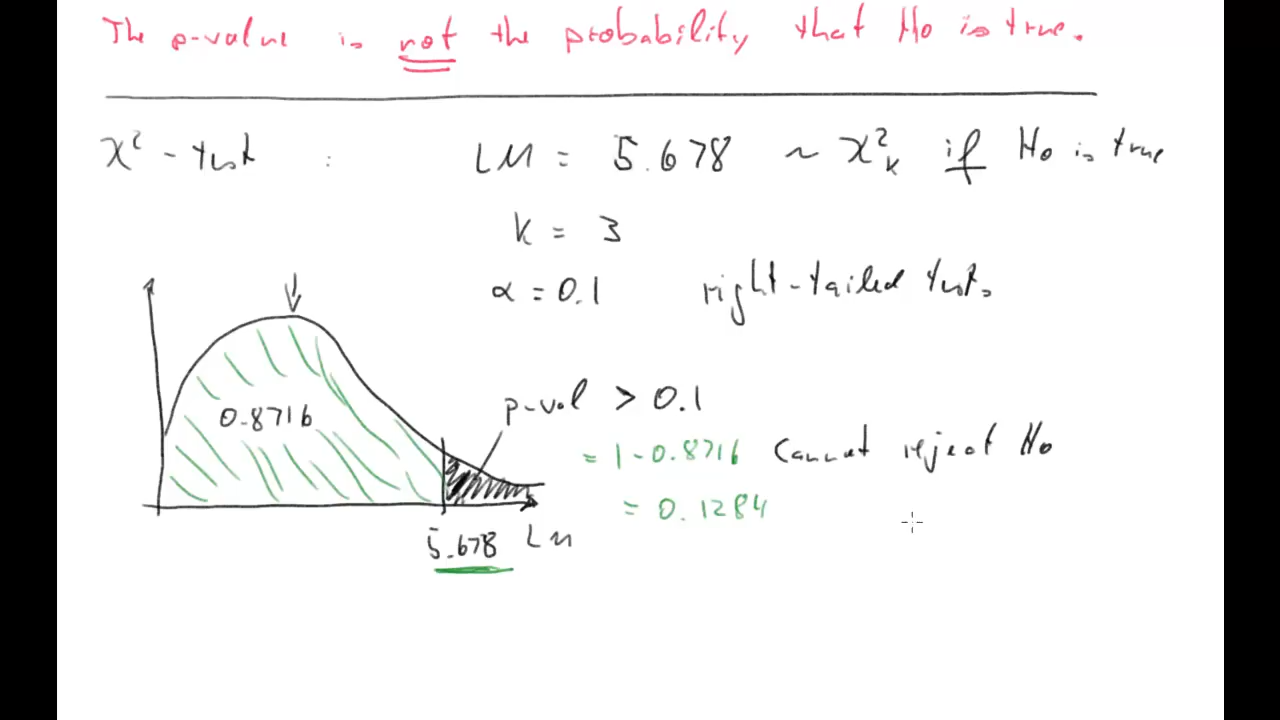 The p-value is not the probability that Ho is true.
χ² - test : LM = 5.678 ~ χ²k if Ho is true
k = 3
α = 0.1 right-tailed test.
p-val > 0.1
0.8716
= 1 - 0.8716 Cannot reject Ho
= 0.1284
5.678 LM